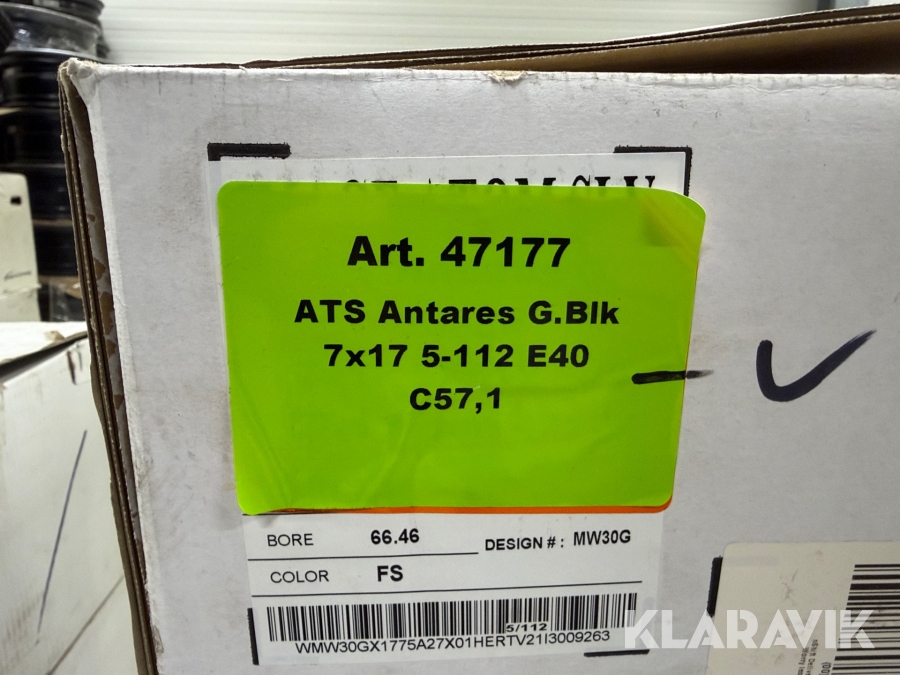 Art. 47177
ATS Antares G.Blk
7x17 5-112 E40
C57,1
BORE 66.46 DESIGN # : MW30G
COLOR FS
5/112
WMW30GX1775A27X01HERTV21I3009263
KLARAVIK